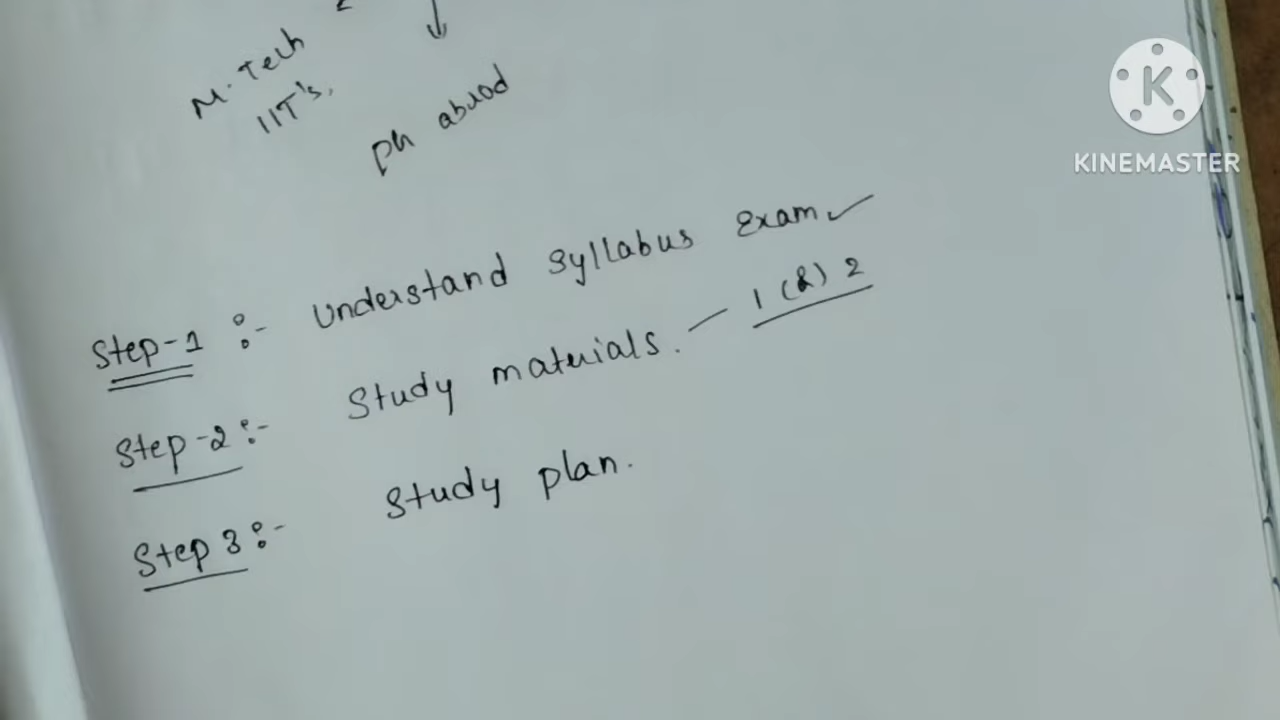 M.Tech
IIT's,
ph abroad
K
KINEMASTER
Step-1 :- Understand Syllabus Exam ✓
Step-2 :- Study materials. - 1 (&) 2
Step 3 :- Study plan.